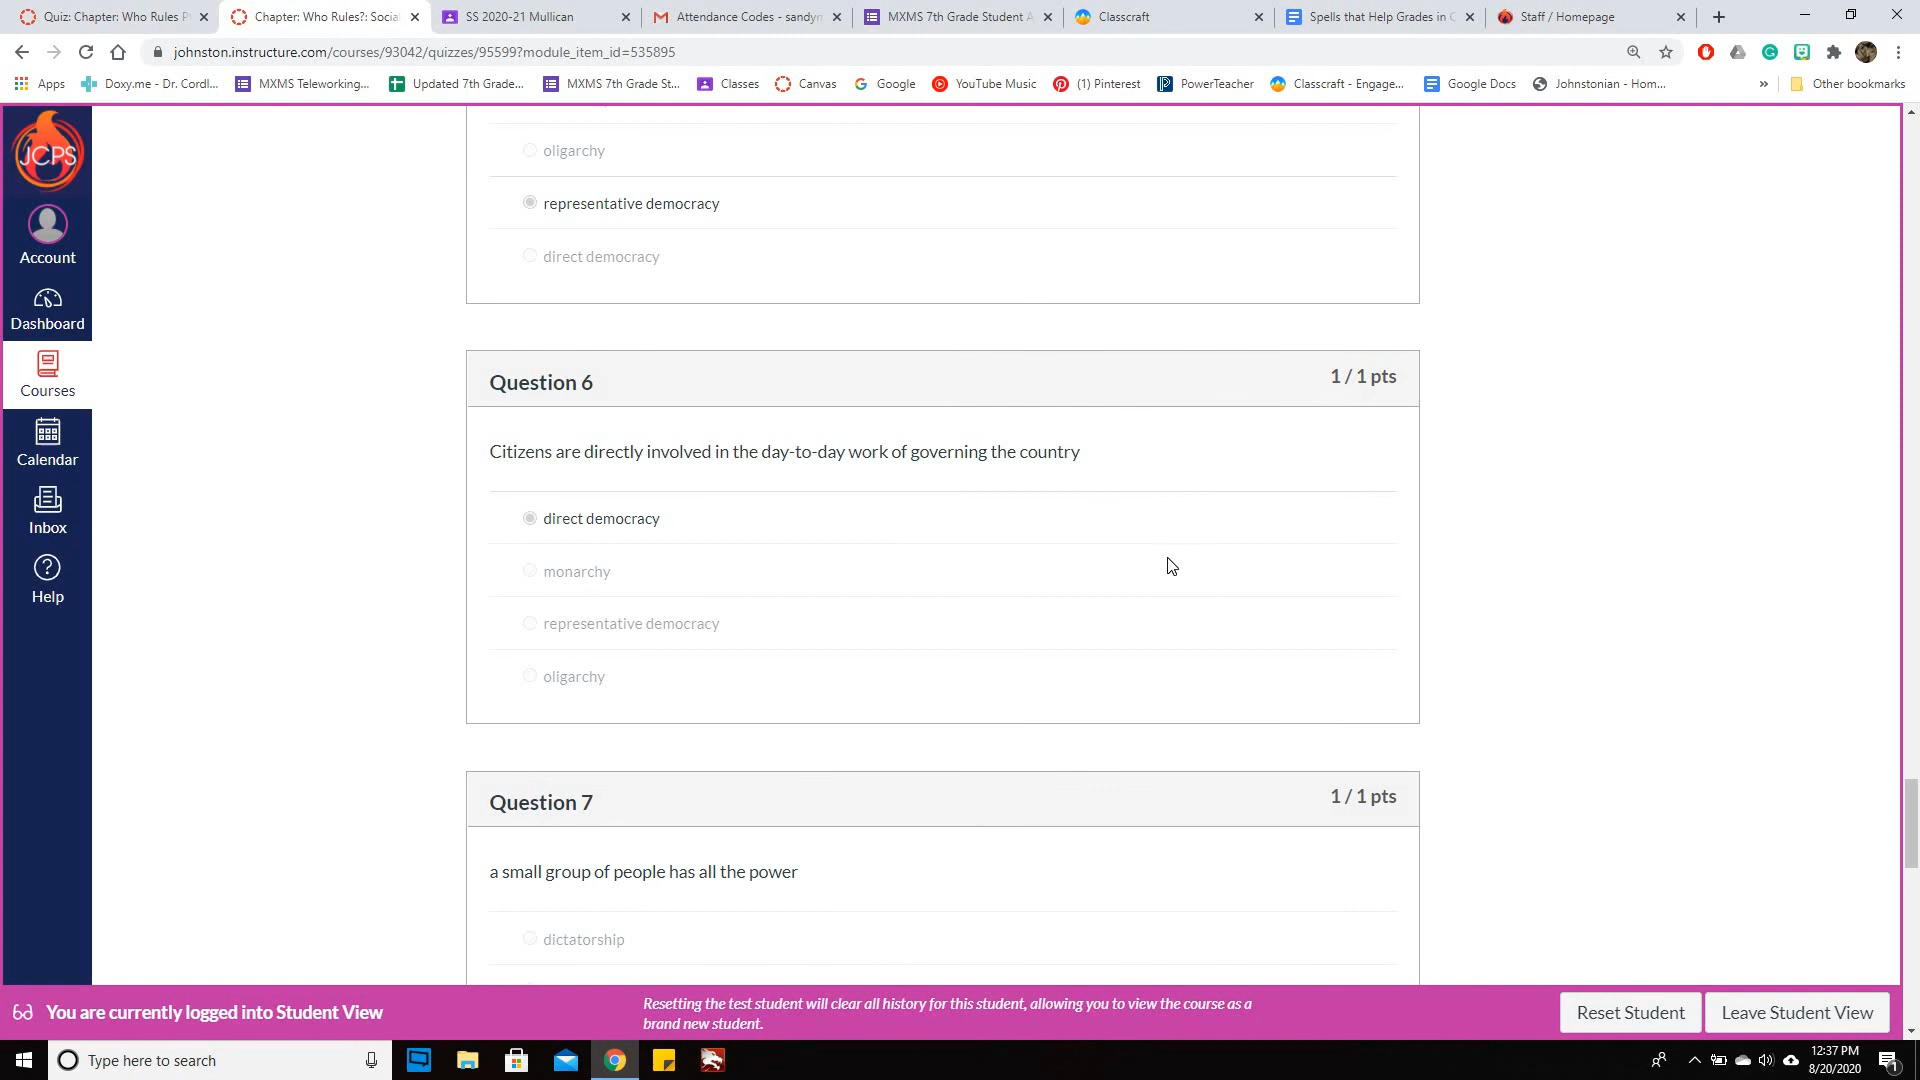 Quiz: Chapter: Who Rules P
Chapter: Who Rules?: Social
SS 2020-21 Mullican
Attendance Codes - sandym
MXMS 7th Grade Student A
Classcraft
Spells that Help Grades in C
Staff / Homepage
johnston.instructure.com/courses/93042/quizzes/95599?module_item_id=535895
Apps
Doxy.me - Dr. Cordl...
MXMS Teleworking...
Updated 7th Grade...
MXMS 7th Grade St...
Classes
Canvas
Google
YouTube Music
(1) Pinterest
PowerTeacher
Classcraft - Engage...
Google Docs
Johnstonian - Hom...
»
Other bookmarks
JCPS
Account
Dashboard
Courses
Calendar
Inbox
Help
oligarchy
representative democracy
direct democracy
Question 6
1 / 1 pts
Citizens are directly involved in the day-to-day work of governing the country
direct democracy
monarchy
representative democracy
oligarchy
Question 7
1 / 1 pts
a small group of people has all the power
dictatorship
You are currently logged into Student View
Resetting the test student will clear all history for this student, allowing you to view the course as a
brand new student.
Reset Student
Leave Student View
Type here to search
12:37 PM
8/20/2020
1